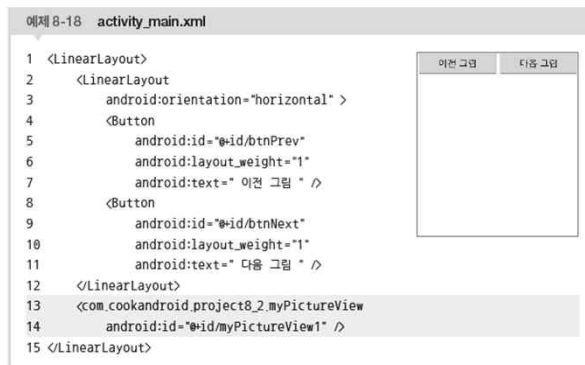 예제 8-18 activity_main.xml
1 <LinearLayout>
2 <LinearLayout
3 android:orientation="horizontal" >
4 <Button
5 android:id="@+id/btnPrev"
6 android:layout_weight="1"
7 android:text=" 이전 그림 " />
8 <Button
9 android:id="@+id/btnNext"
10 android:layout_weight="1"
11 android:text=" 다음 그림 " />
12 </LinearLayout>
13 <com.cookandroid.project8_2.myPictureView
14 android:id="@+id/myPictureView1" />
15 </LinearLayout>
이전 그림 다음 그림